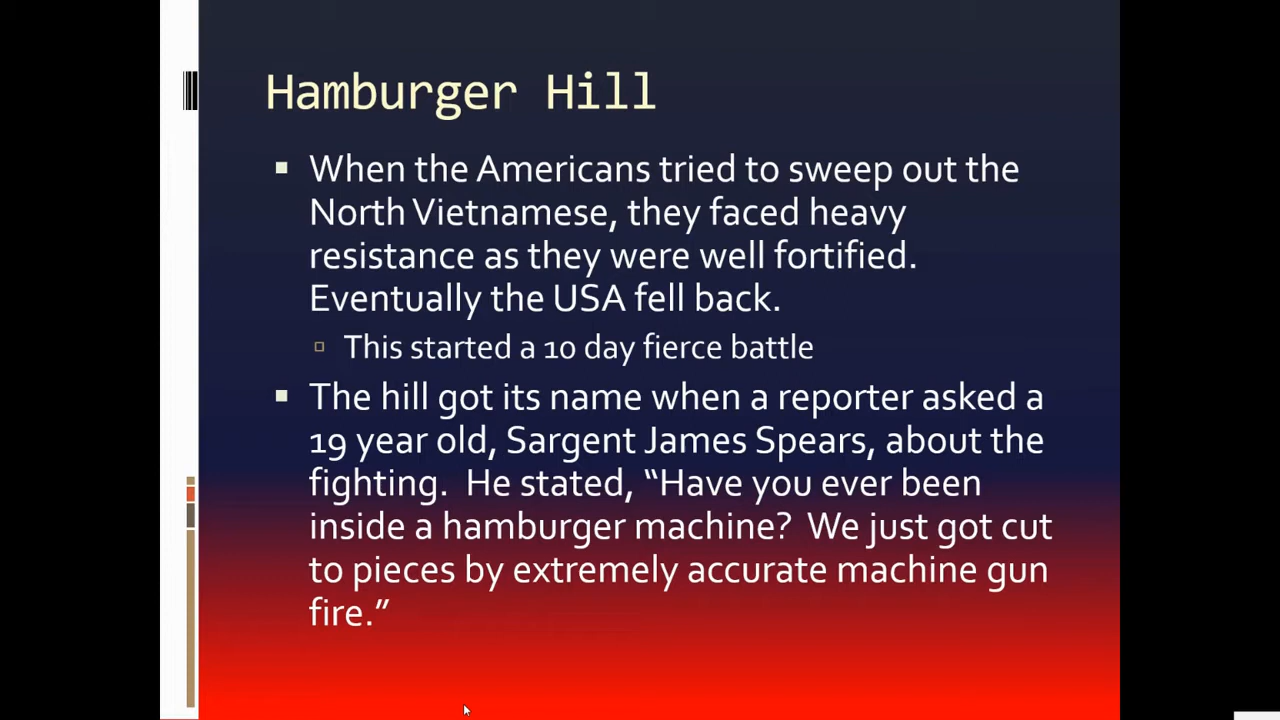 Hamburger Hill
▪ When the Americans tried to sweep out the
North Vietnamese, they faced heavy
resistance as they were well fortified.
Eventually the USA fell back.
▫ This started a 10 day fierce battle
▪ The hill got its name when a reporter asked a
19 year old, Sargent James Spears, about the
fighting.  He stated, “Have you ever been
inside a hamburger machine?  We just got cut
to pieces by extremely accurate machine gun
fire.”